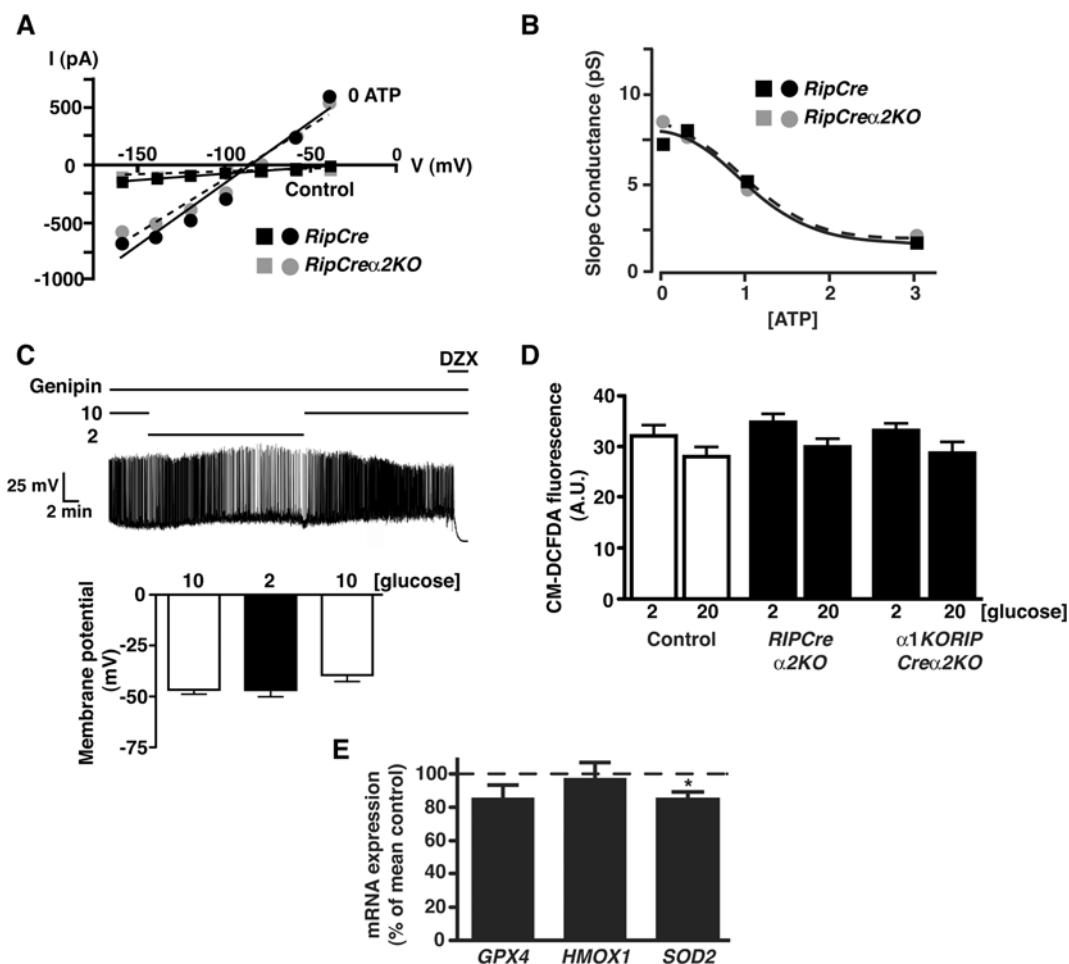 A
I (pA)
500
0
-500
-1000
-150
-100
-50
0
V (mV)
0 ATP
Control
RipCre
RipCreα2KO
B
Slope Conductance (pS)
10
5
0
0
1
2
3
[ATP]
RipCre
RipCreα2KO
C
DZX
Genipin
10
2
25 mV
2 min
10
2
10
[glucose]
Membrane potential
(mV)
0
-25
-50
-75
D
CM-DCFDA fluorescence
(A.U.)
40
30
20
10
0
2
20
2
20
2
20
[glucose]
Control
RIPCre
α2KO
α1KORIP
Creα2KO
E
mRNA expression
(% of mean control)
100
80
60
40
20
0
*
GPX4
HMOX1
SOD2